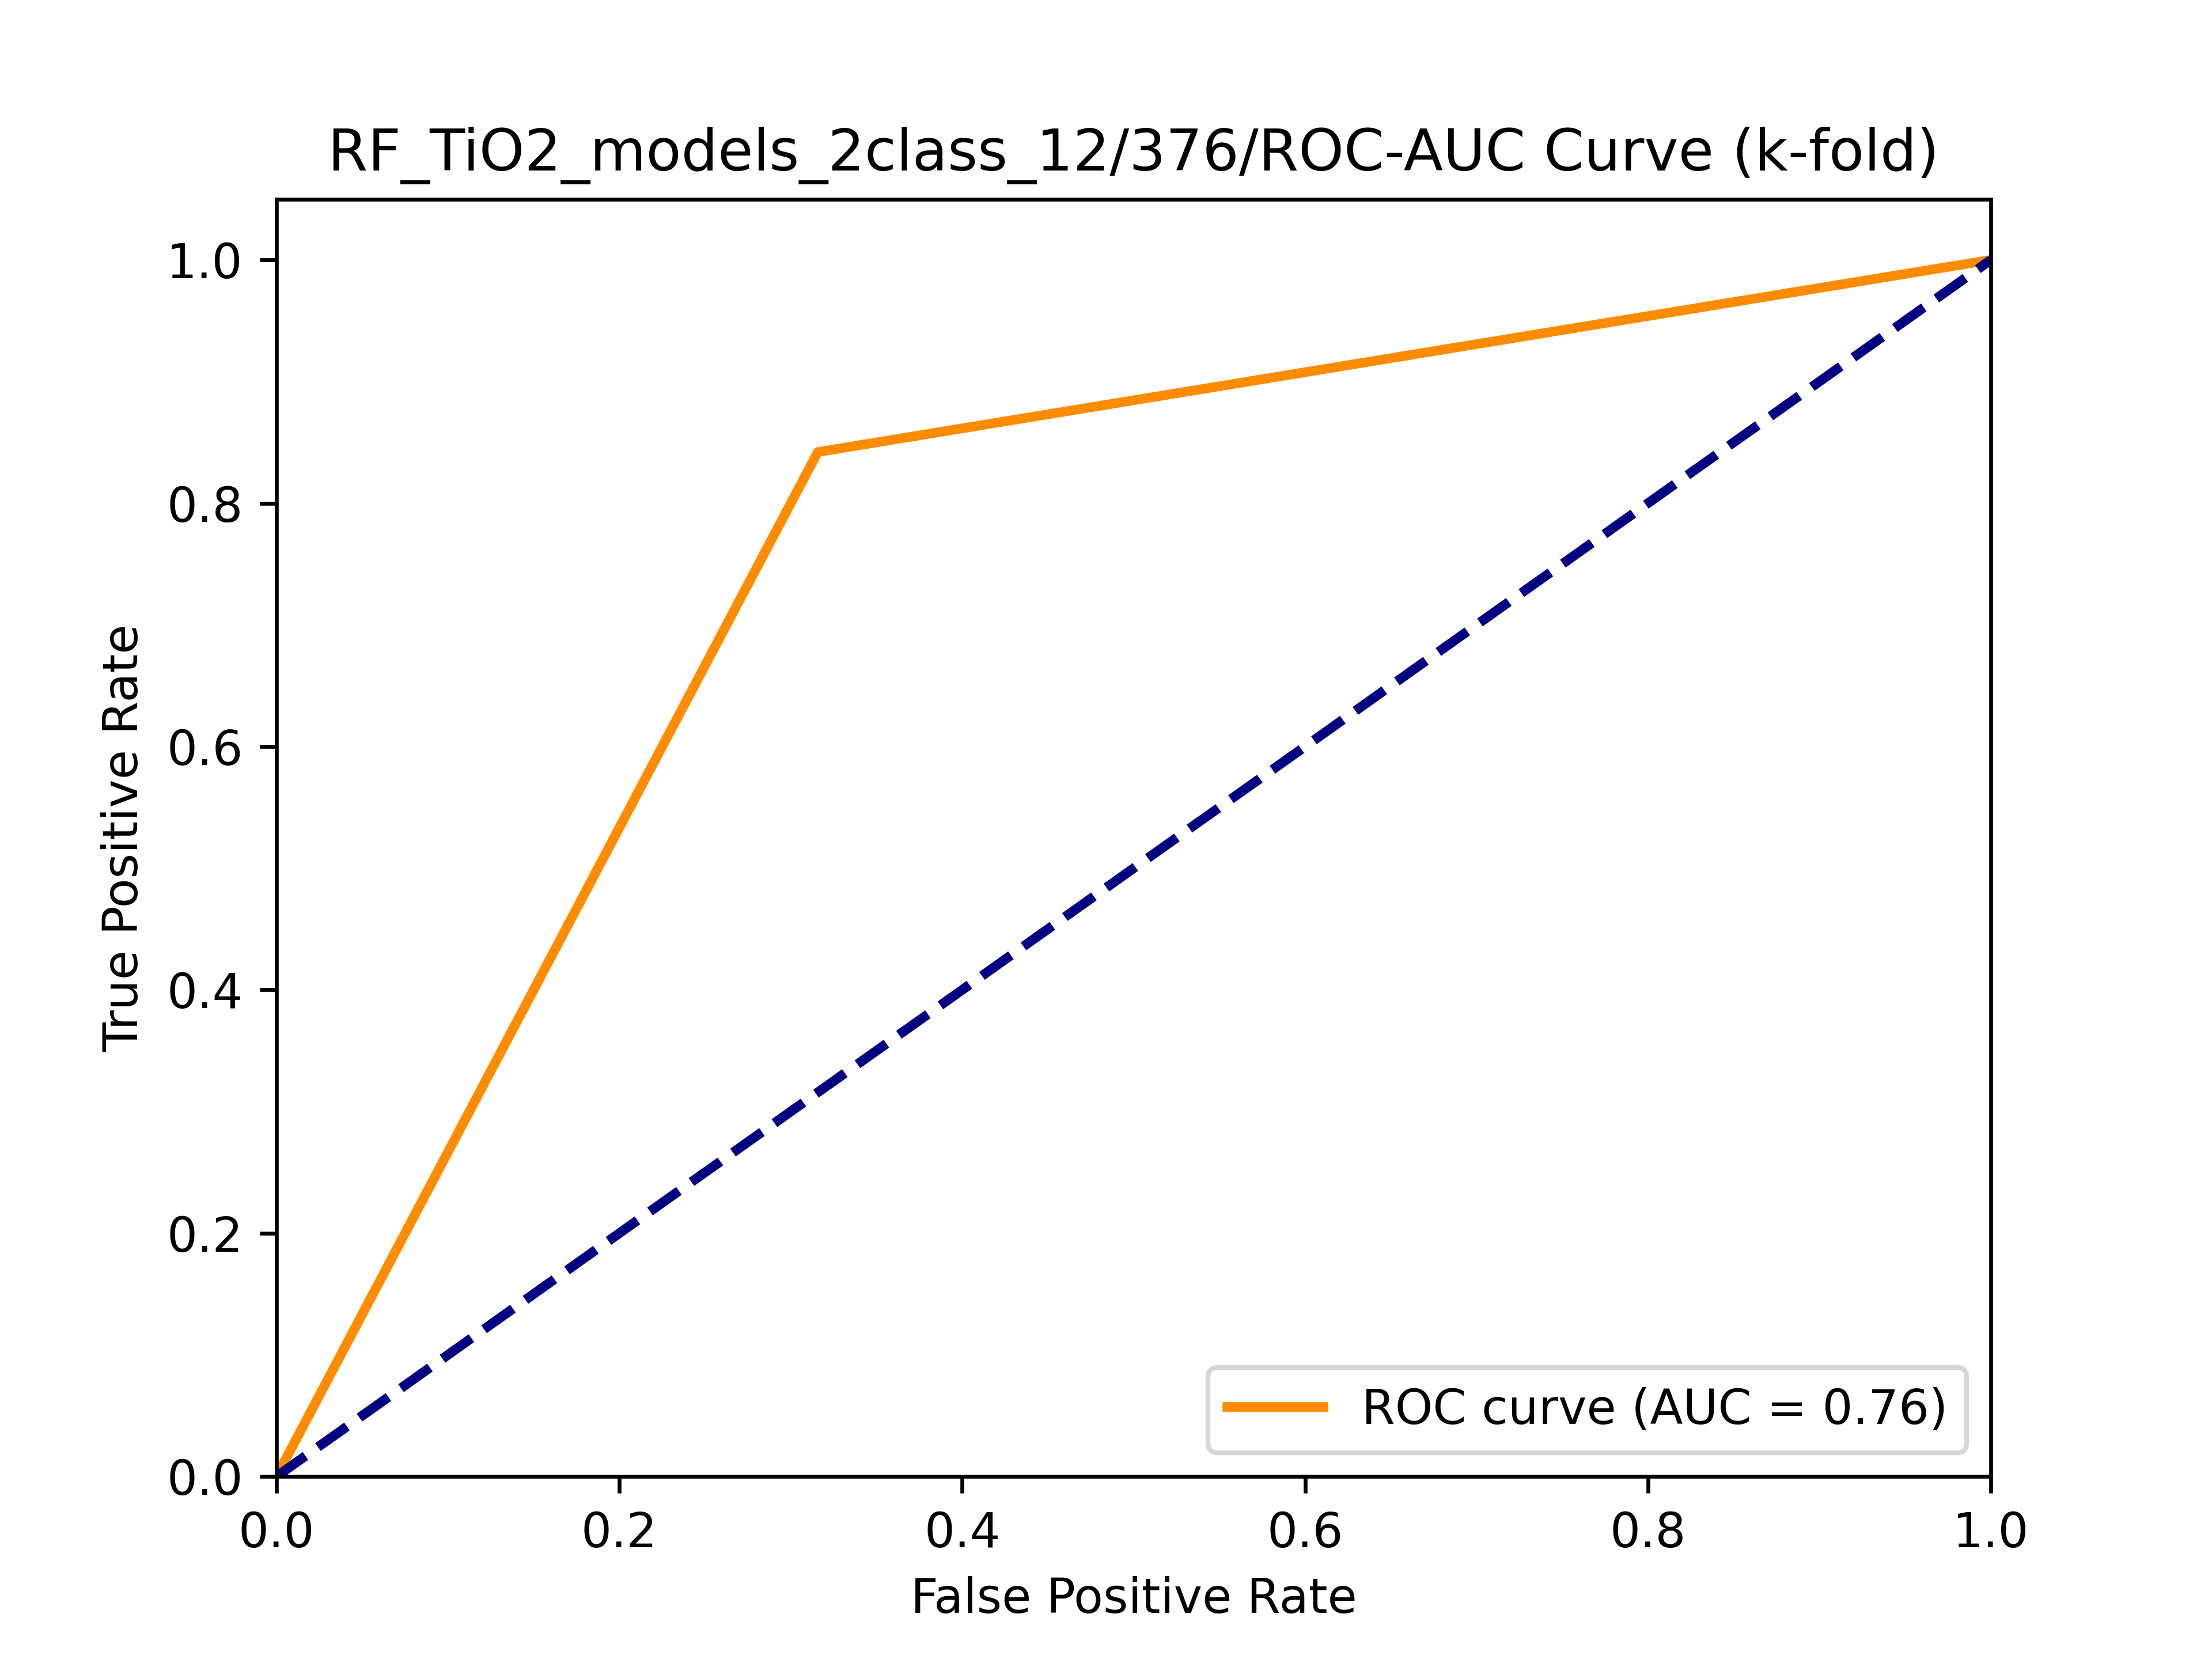 RF_TiO2_models_2class_12/376/ROC-AUC Curve (k-fold)
1.0
0.8
0.6
0.4
0.2
0.0
True Positive Rate
ROC curve (AUC = 0.76)
0.0 0.2 0.4 0.6 0.8 1.0
False Positive Rate